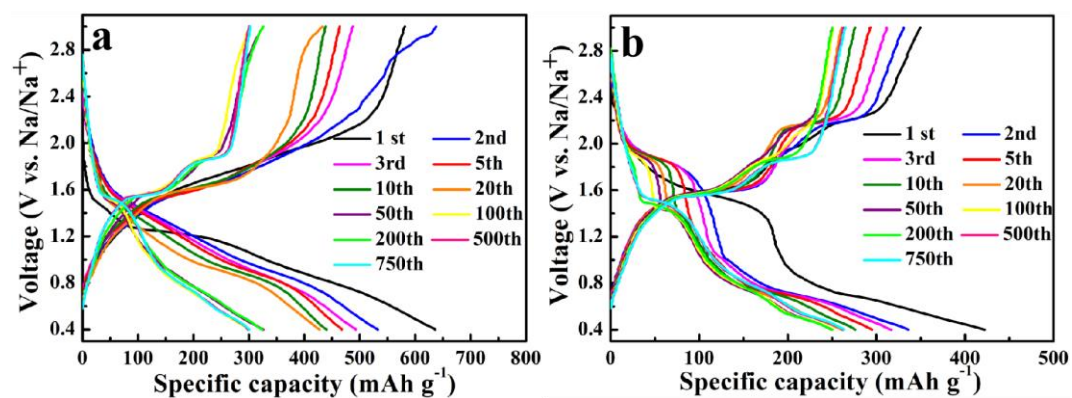 a
Voltage (V vs. Na/Na+)
2.8
2.4
2.0
1.6
1.2
0.8
0.4
1 st
2nd
3rd
5th
10th
20th
50th
100th
200th
500th
750th
0
100
200
300
400
500
600
700
800
Specific capacity (mAh g-1)
b
Voltage (V vs. Na/Na+)
2.8
2.4
2.0
1.6
1.2
0.8
0.4
1 st
2nd
3rd
5th
10th
20th
50th
100th
200th
500th
750th
0
100
200
300
400
500
Specific capacity (mAh g-1)